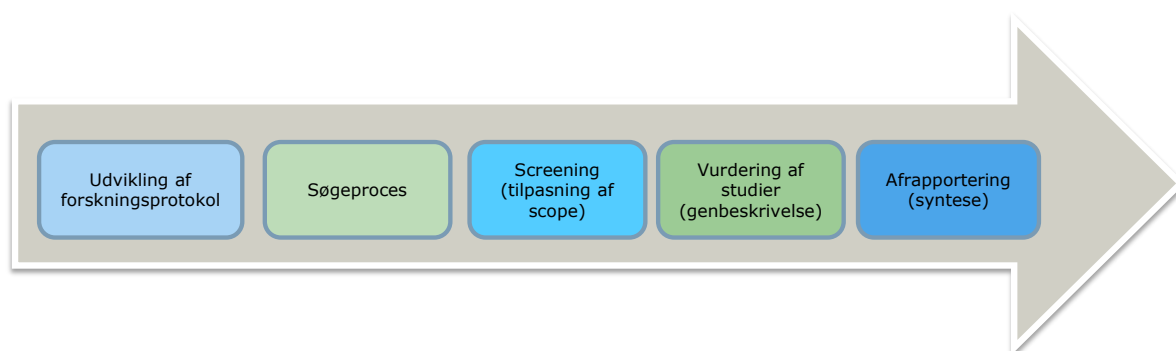 Udvikling af
forskningsprotokol
Søgeproces
Screening
(tilpasning af
scope)
Vurdering af
studier
(genbeskrivelse)
Afrapportering
(syntese)